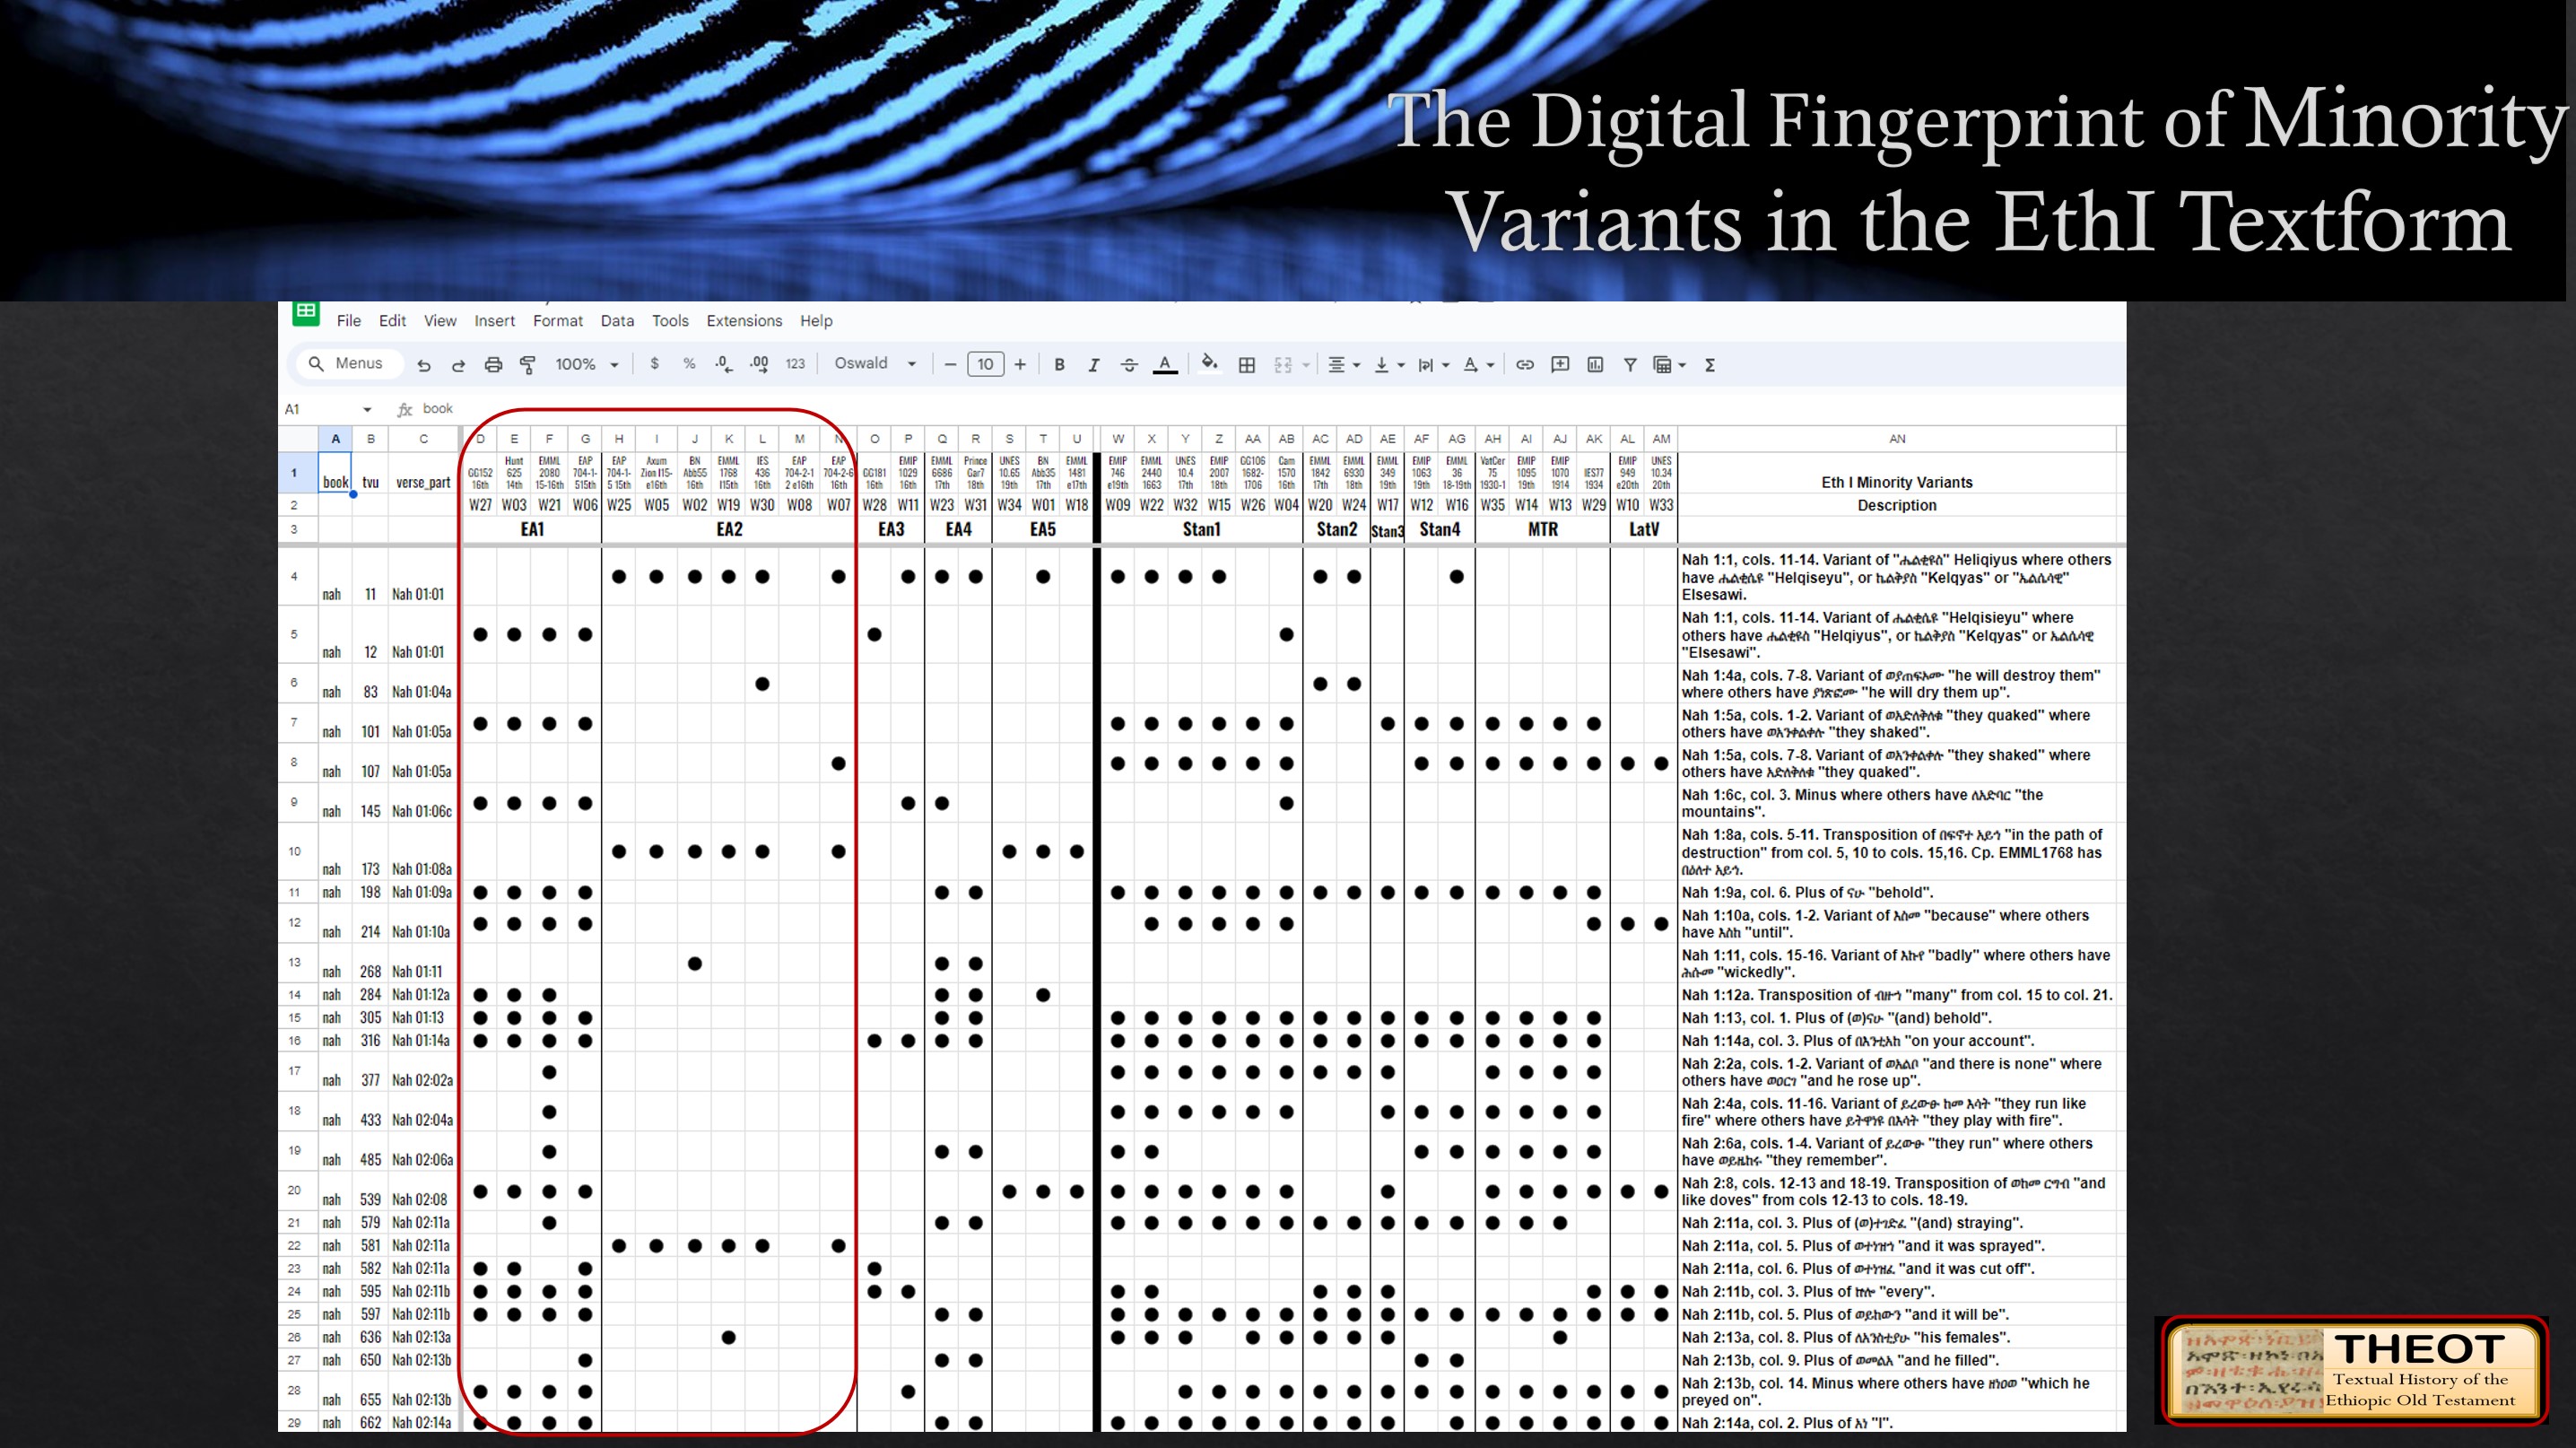 The Digital Fingerprint of Minority
Variants in the EthI Textform
File Edit View Insert Format Data Tools Extensions Help
Menus 100% $ % .0 .00 123 Oswald 10 B I A
A1 fx book
A B C D E F G H I J K L M N O P Q R S T U W X Y Z AA AB AC AD AE AF AG AH AI AJ AK AL AM AN
1 book tvu verse_part GG152 16th Hunt 625 14th EMML 2080 15-16th EAP 704-1-515th EAP 704-1-5 15th Axum Zion l15-e16th BN Abb55 16th EMML 1768 l15th IES 436 16th EAP 704-2-1 2 e16th EAP 704-2-6 16th GG181 16th EMIP 1029 16th EMML 6686 17th Prince Gar7 18th UNES 10.65 19th BN Abb35 17th EMML 1481 e17th EMIP 746 e19th EMML 2440 1663 UNES 10.4 17th EMIP 2007 18th GG106 1682-1706 Cam 1570 16th EMML 1842 17th EMML 6930 18th EMML 349 19th EMIP 1063 19th EMML 36 18-19th VatCer 75 1930-1 EMIP 1095 19th EMIP 1070 1914 IES77 1934 EMIP 949 e20th UNES 10.34 20th Eth I Minority Variants
2 W27 W03 W21 W06 W25 W05 W02 W19 W30 W08 W07 W28 W11 W23 W31 W34 W01 W18 W09 W22 W32 W15 W26 W04 W20 W24 W17 W12 W16 W35 W14 W13 W29 W10 W33 Description
3 EA1 EA2 EA3 EA4 EA5 Stan1 Stan2 Stan3 Stan4 MTR LatV
4 nah 11 Nah 01:01 Nah 1:1, cols. 11-14. Variant of "ሔልቂዩስ" Heliqiyus where others
have ሔልቂሴዩ "Helqiseyu", or ኬልቅያስ "Kelqyas" or "ኤልሴሳዊ"
Elsesawi.
5 nah 12 Nah 01:01 Nah 1:1, cols. 11-14. Variant of ሔልቂሴዩ "Helqisieyu" where
others have ሔልቂዩስ "Helqiyus", or ኬልቅያስ "Kelqyas" or ኤልሴሳዊ
"Elsesawi".
6 nah 83 Nah 01:04a Nah 1:4a, cols. 7-8. Variant of ወያጠፍኦሙ "he will destroy them"
where others have ያነጽፎሙ "he will dry them up".
7 nah 101 Nah 01:05a Nah 1:5a, cols. 1-2. Variant of ወአድለቅለቁ "they quaked" where
others have ወአንቀልቀሉ "they shaked".
8 nah 107 Nah 01:05a Nah 1:5a, cols. 7-8. Variant of ወአንቀልቀሉ "they shaked" where
others have አድለቅለቁ "they quaked".
9 nah 145 Nah 01:06c Nah 1:6c, col. 3. Minus where others have ለአድባር "the
mountains".
10 nah 173 Nah 01:08a Nah 1:8a, cols. 5-11. Transposition of በፍኖተ አይኅ "in the path of
destruction" from col. 5, 10 to cols. 15,16. Cp. EMML1768 has
በዕለተ አይኅ.
11 nah 198 Nah 01:09a Nah 1:9a, col. 6. Plus of ናሁ "behold".
12 nah 214 Nah 01:10a Nah 1:10a, cols. 1-2. Variant of እስመ "because" where others
have እስከ "until".
13 nah 268 Nah 01:11 Nah 1:11, cols. 15-16. Variant of እኩየ "badly" where others have
ሕሱመ "wickedly".
14 nah 284 Nah 01:12a Nah 1:12a. Transposition of ብዙኅ "many" from col. 15 to col. 21.
15 nah 305 Nah 01:13 Nah 1:13, col. 1. Plus of (ወ)ናሁ "(and) behold".
16 nah 316 Nah 01:14a Nah 1:14a, col. 3. Plus of በእንቲአከ "on your account".
17 nah 377 Nah 02:02a Nah 2:2a, cols. 1-2. Variant of ወአልቦ "and there is none" where
others have ወዐርገ "and he rose up".
18 nah 433 Nah 02:04a Nah 2:4a, cols. 11-16. Variant of ይረውፁ ከመ እሳት "they run like
fire" where others have ይትዋነዩ በእሳት "they play with fire".
19 nah 485 Nah 02:06a Nah 2:6a, cols. 1-4. Variant of ይረውፁ "they run" where others
have ወይዜከሩ "they remember".
20 nah 539 Nah 02:08 Nah 2:8, cols. 12-13 and 18-19. Transposition of ወከመ ርግብ "and
like doves" from cols 12-13 to cols. 18-19.
21 nah 579 Nah 02:11a Nah 2:11a, col. 3. Plus of (ወ)ተገድፈ "(and) straying".
22 nah 581 Nah 02:11a Nah 2:11a, col. 5. Plus of ወተነዝኀ "and it was sprayed".
23 nah 582 Nah 02:11a Nah 2:11a, col. 6. Plus of ወተነዝፈ "and it was cut off".
24 nah 595 Nah 02:11b Nah 2:11b, col. 3. Plus of ኵሎ "every".
25 nah 597 Nah 02:11b Nah 2:11b, col. 5. Plus of ወይከውን "and it will be".
26 nah 636 Nah 02:13a Nah 2:13a, col. 8. Plus of ለአንስቲያሁ "his females".
27 nah 650 Nah 02:13b Nah 2:13b, col. 9. Plus of ወመልአ "and he filled".
28 nah 655 Nah 02:13b Nah 2:13b, col. 14. Minus where others have ዘነዐወ "which he
preyed on".
29 nah 662 Nah 02:14a Nah 2:14a, col. 2. Plus of አነ "I".
THEOT
Textual History of the
Ethiopic Old Testament